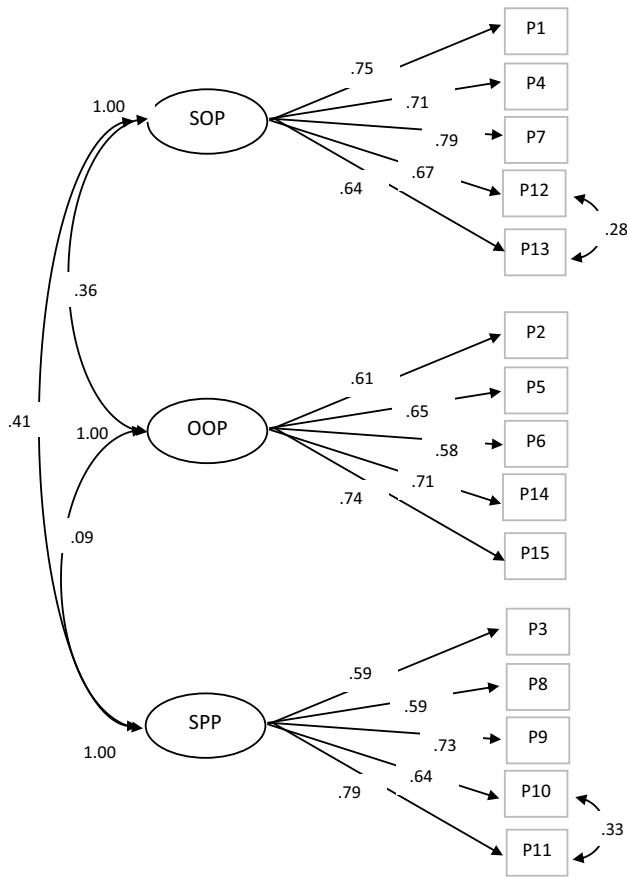 P1
.75
P4
1.00
.71
SOP
P7
.79
.67
P12
.64
.28
P13
.36
P2
.61
P5
.65
.41
1.00
OOP
P6
.58
.71
P14
.74
.09
P15
P3
.59
P8
.59
SPP
P9
.73
1.00
.64
P10
.79
.33
P11